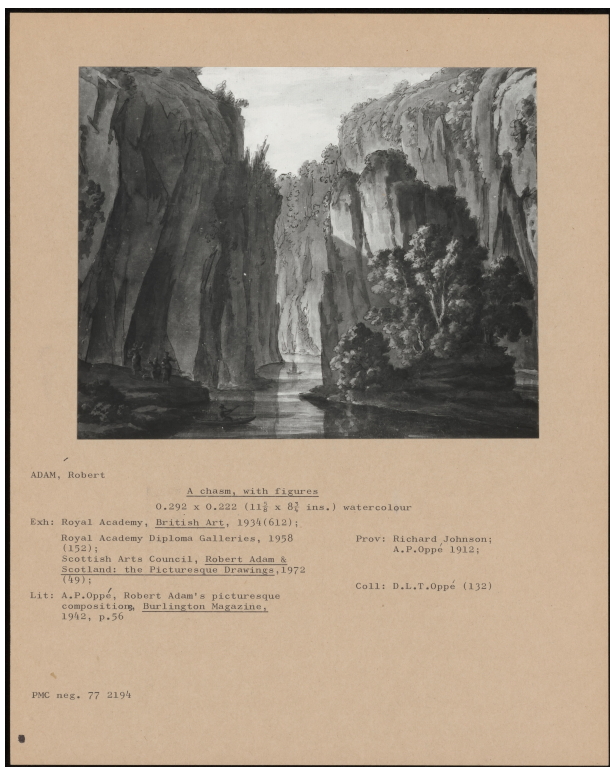 ADAM, Robert
A chasm, with figures
0.292 x 0.222 (11⅝ x 8¾ ins.) watercolour
Exh: Royal Academy, British Art, 1934(612);
Royal Academy Diploma Galleries, 1958
(152);
Scottish Arts Council, Robert Adam &
Scotland: the Picturesque Drawings,1972
(49);
Lit: A.P.Oppé, Robert Adam's picturesque
compositions, Burlington Magazine,
1942, p.56
Prov: Richard Johnson;
A.P.Oppé 1912;
Coll: D.L.T.Oppé (132)
PMC neg. 77 2194